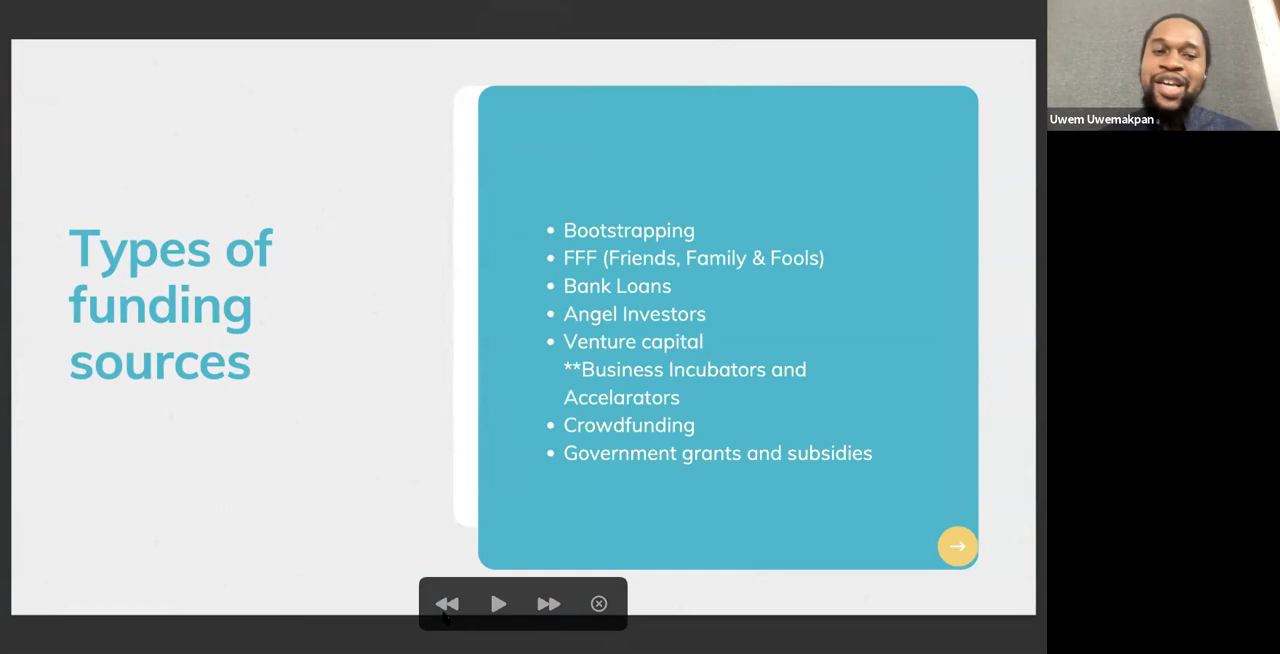 Types of
funding
sources
Bootstrapping
FFF (Friends, Family & Fools)
Bank Loans
Angel Investors
Venture capital
**Business Incubators and
Accelarators
Crowdfunding
Government grants and subsidies
Uwem Uwemakpan